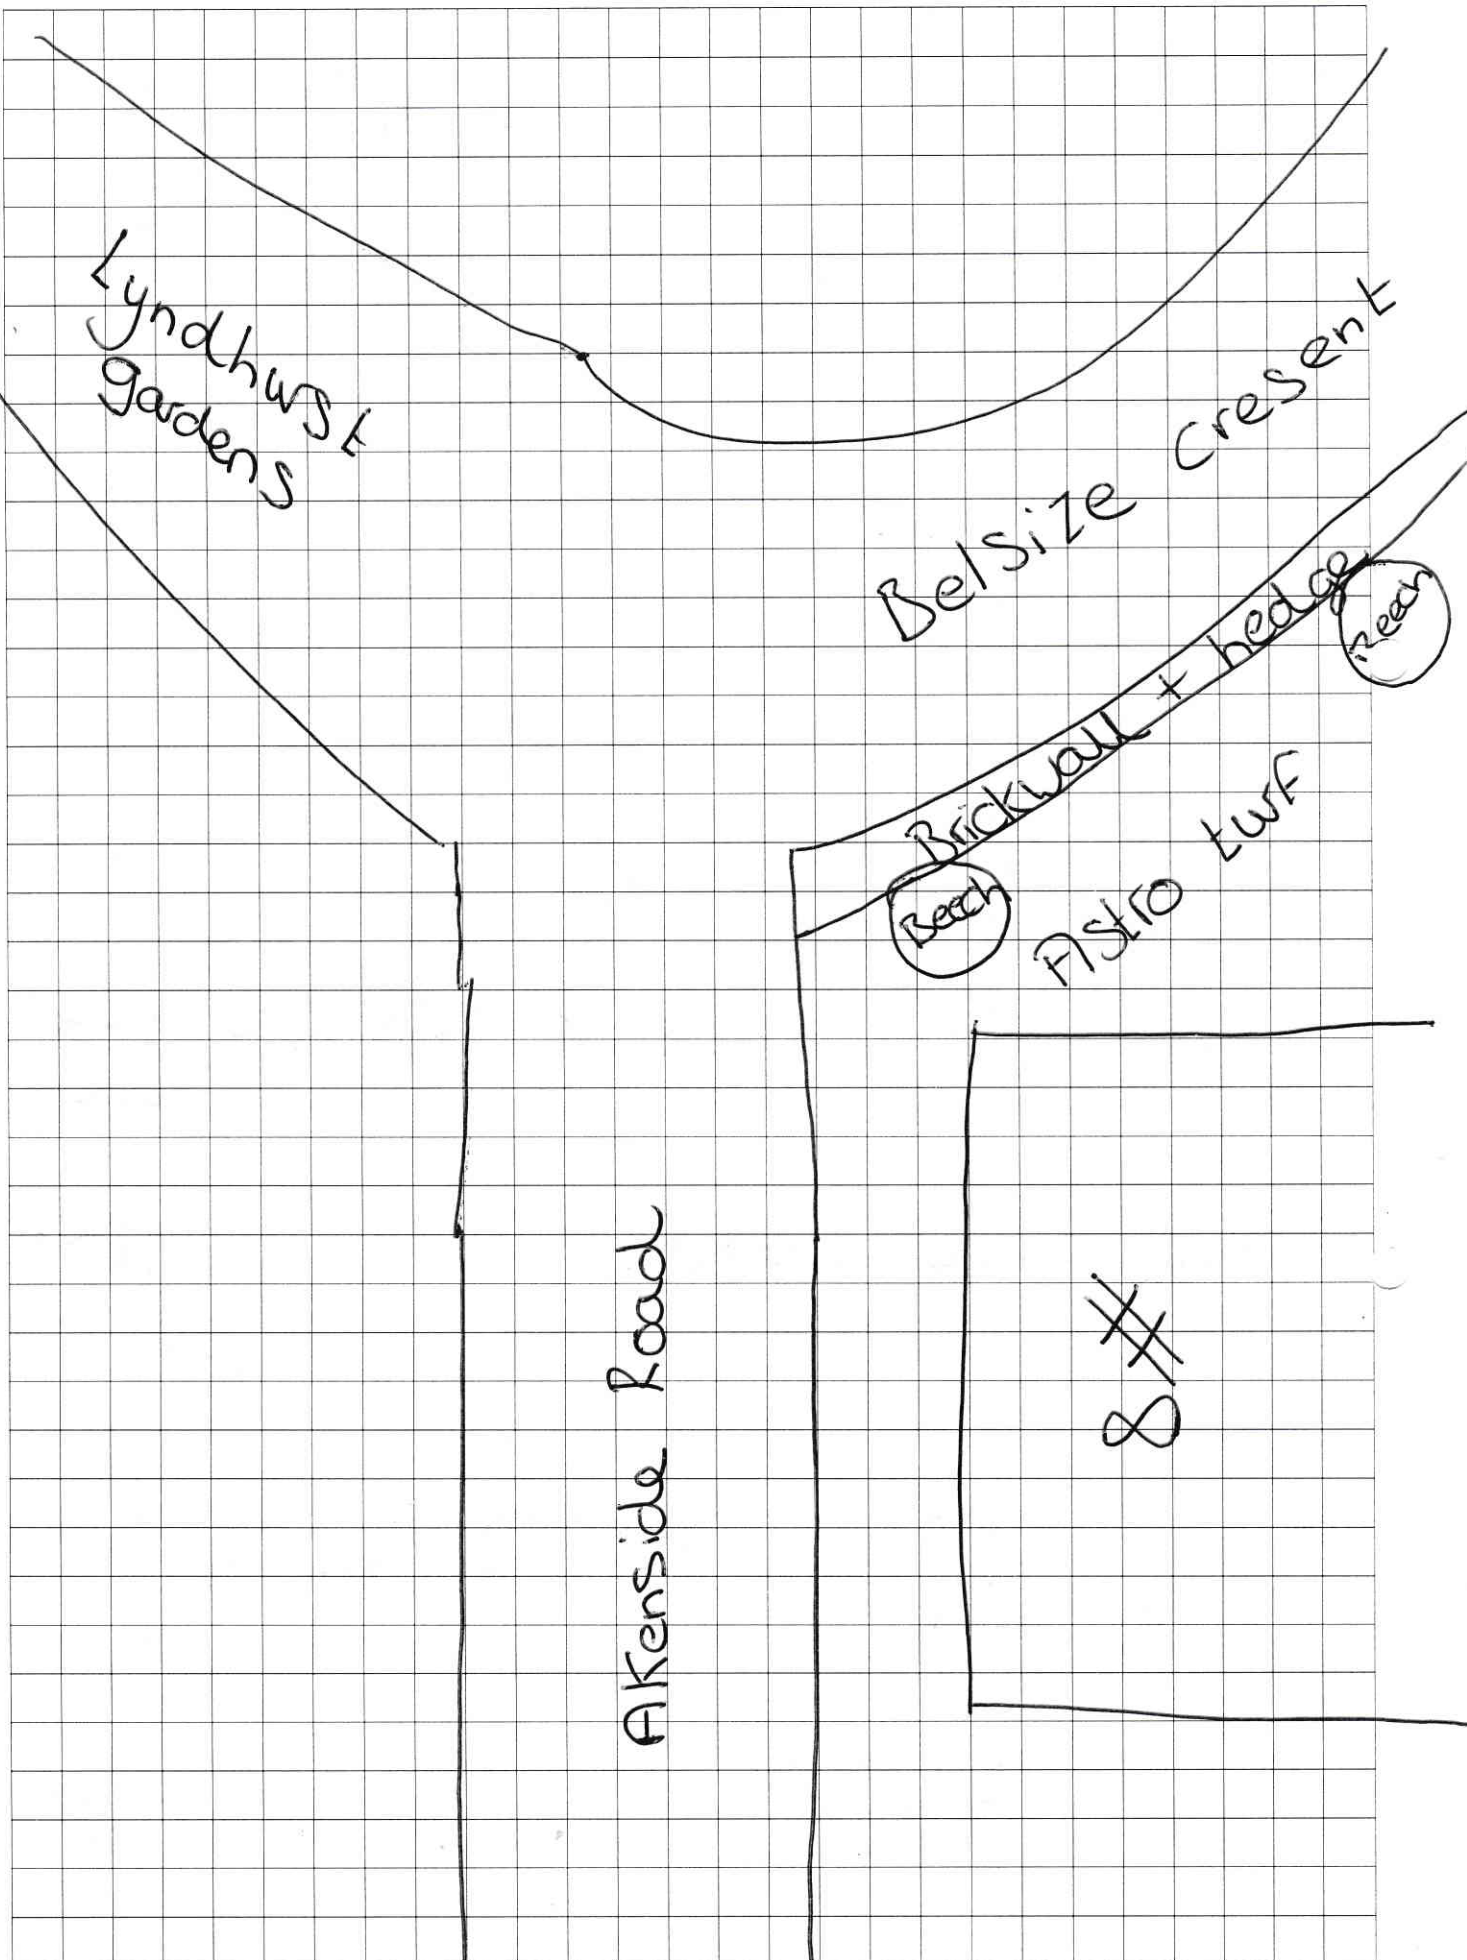 Lyndhurst
gardens
Belsize Cresent
Brickwall + hedge
Beech
Beech
Astro turf
#8
Akenside Road